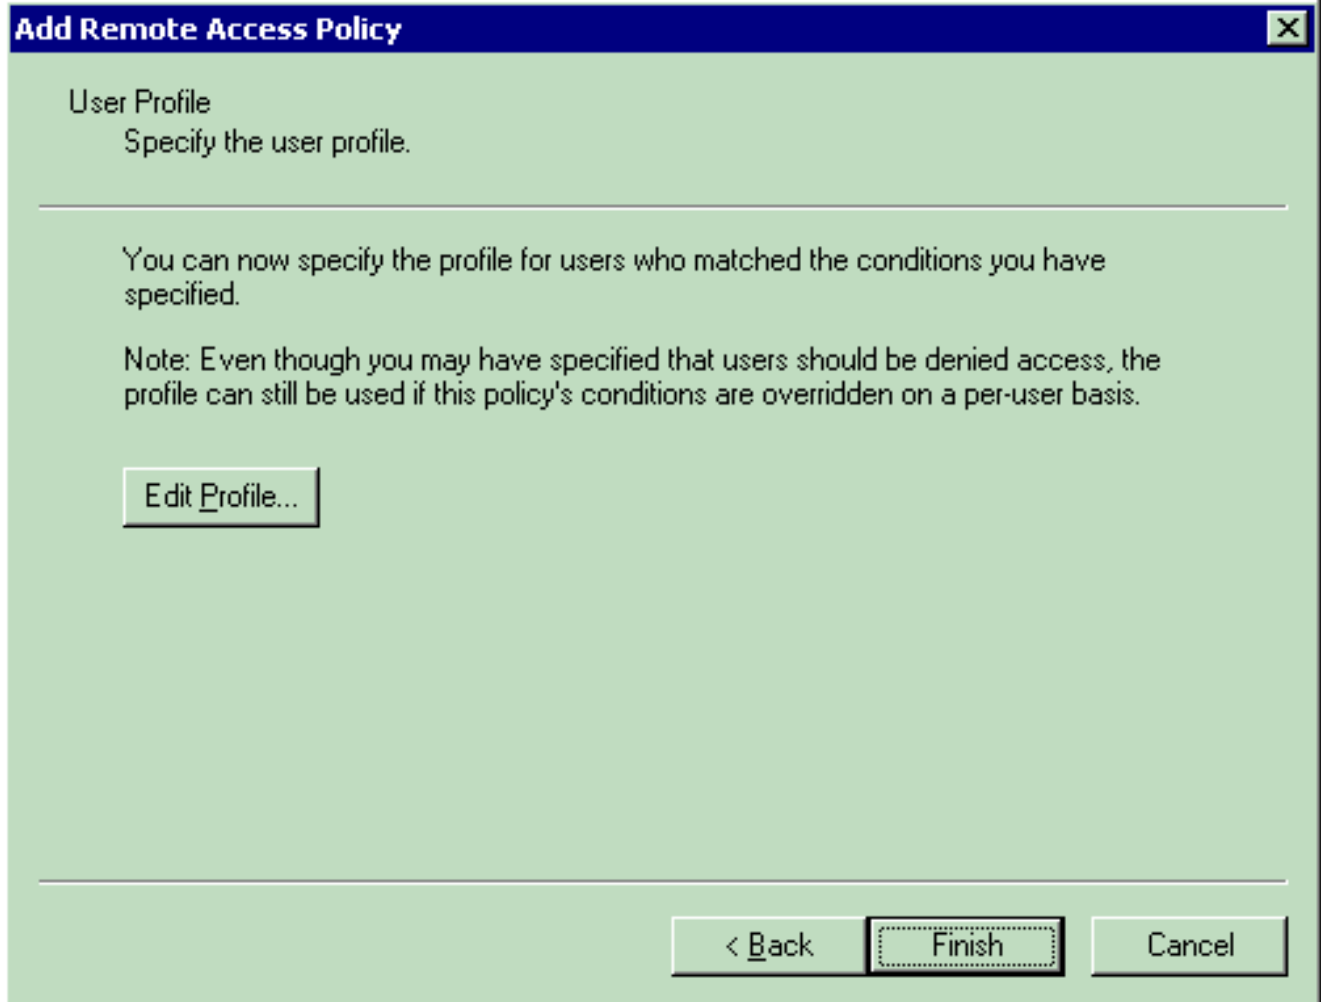 Add Remote Access Policy
User Profile
Specify the user profile.
You can now specify the profile for users who matched the conditions you have
specified.
Note: Even though you may have specified that users should be denied access, the
profile can still be used if this policy's conditions are overridden on a per-user basis.
Edit Profile...
< Back
Finish
Cancel